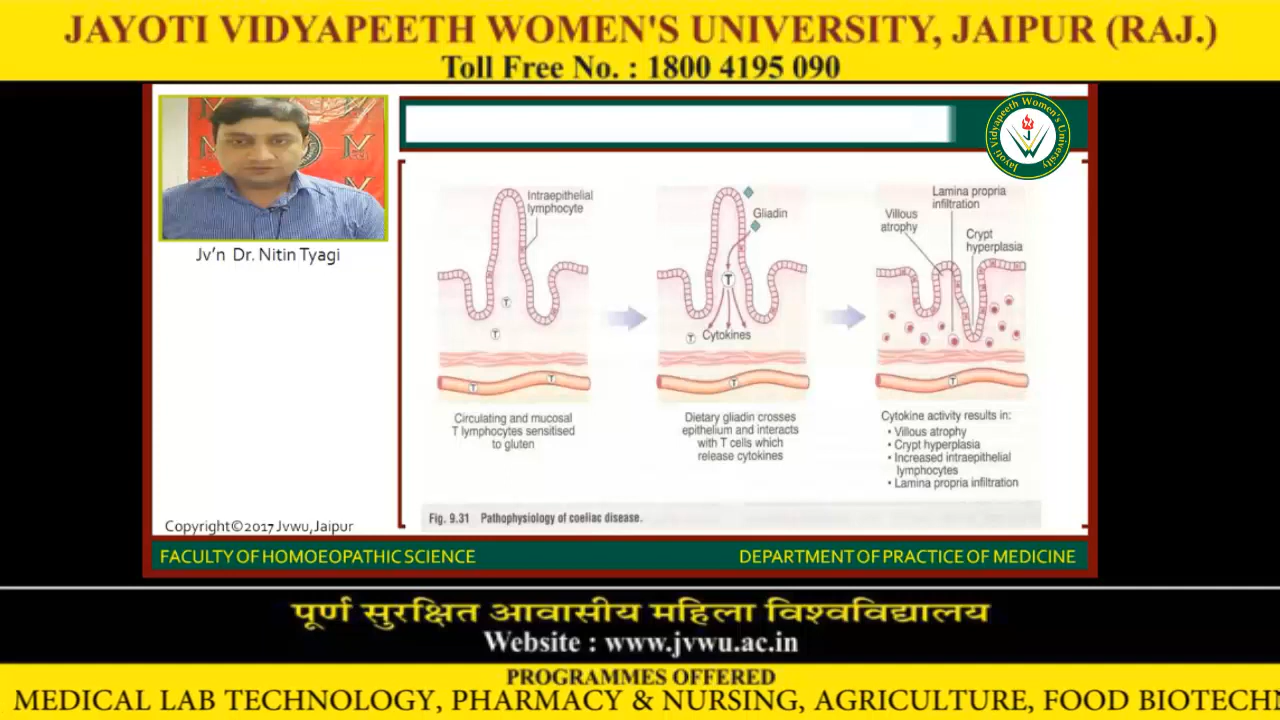 JAYOTI VIDYAPEETH WOMEN'S UNIVERSITY, JAIPUR (RAJ.)
Toll Free No. : 1800 4195 090
Jayoti Vidyapeeth Women's University
Jv'n Dr. Nitin Tyagi
Intraepithelial
lymphocyte
T
T
T
T
Circulating and mucosal
T lymphocytes sensitised
to gluten
Gliadin
T
T
Cytokines
T
Dietary gliadin crosses
epithelium and interacts
with T cells which
release cytokines
Lamina propria
infiltration
Villous
atrophy
Crypt
hyperplasia
T
Cytokine activity results in:
• Villous atrophy
• Crypt hyperplasia
• Increased intraepithelial
lymphocytes
• Lamina propria infiltration
Fig. 9.31 Pathophysiology of coeliac disease.
Copyright©2017 Jvwu,Jaipur
FACULTY OF HOMOEOPATHIC SCIENCE
DEPARTMENT OF PRACTICE OF MEDICINE
पूर्ण सुरक्षित आवासीय महिला विश्वविद्यालय
Website : www.jvwu.ac.in
PROGRAMMES OFFERED
MEDICAL LAB TECHNOLOGY, PHARMACY & NURSING, AGRICULTURE, FOOD BIOTECH